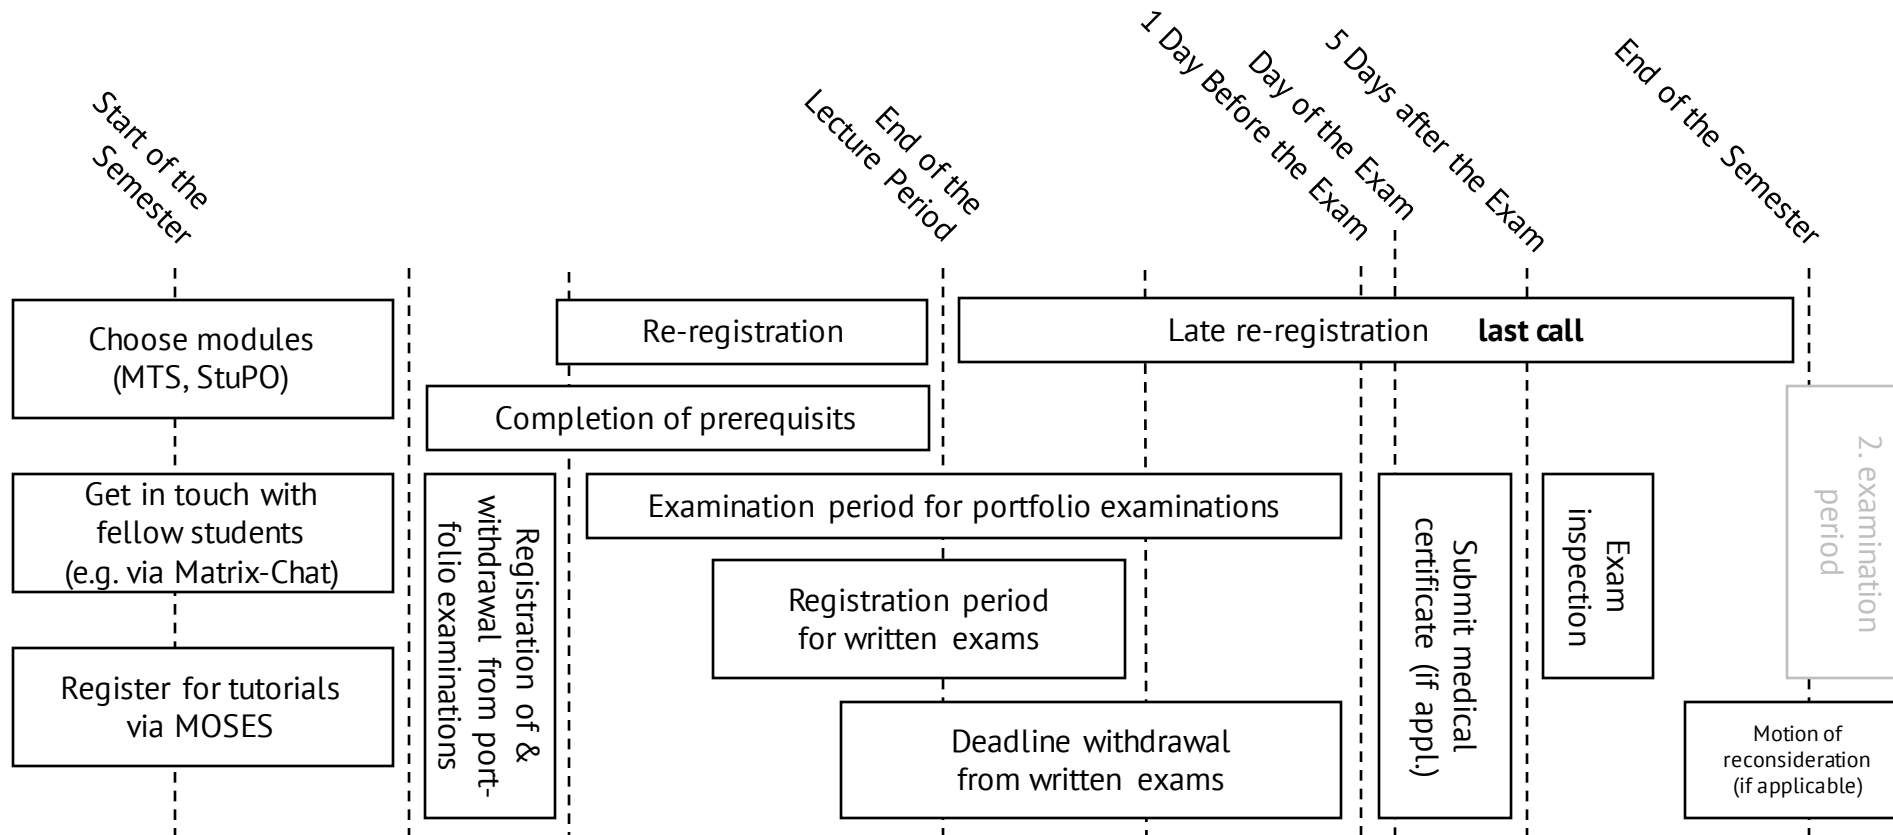 Start of the
Semester
End of the
Lecture Period
1 Day Before the Exam
Day of the Exam
5 Days after the Exam
End of the Semester
Choose modules
(MTS, StuPO)
Re-registration
Late re-registration last call
Completion of prerequisits
Get in touch with
fellow students
(e.g. via Matrix-Chat)
Registration of &
withdrawal from port-
folio examinations
Examination period for portfolio examinations
Registration period
for written exams
Submit medical
certificate (if appl.)
Exam
inspection
2. examination
period
Register for tutorials
via MOSES
Deadline withdrawal
from written exams
Motion of
reconsideration
(if applicable)